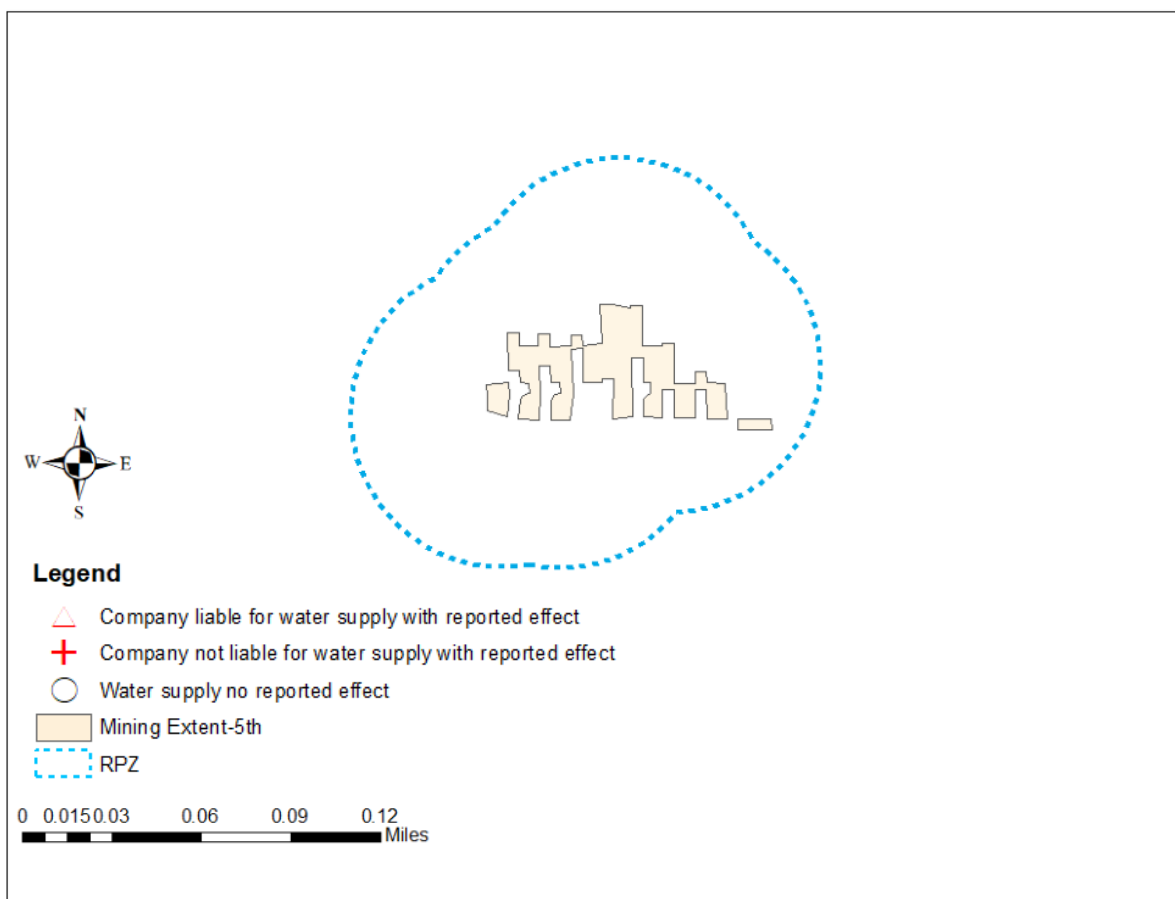 N
W E
S
Legend
Company liable for water supply with reported effect
Company not liable for water supply with reported effect
Water supply no reported effect
Mining Extent-5th
RPZ
0 0.015 0.03 0.06 0.09 0.12
Miles